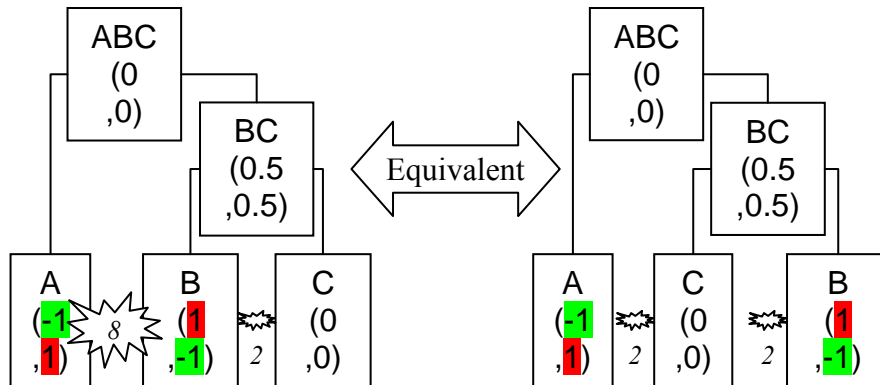 ABC
(0
,0)
BC
(0.5
,0.5)
A
(-1
,1)
8
B
(1
,-1)
2
C
(0
,0)
Equivalent
ABC
(0
,0)
BC
(0.5
,0.5)
A
(-1
,1)
2
C
(0
,0)
2
B
(1
,-1)